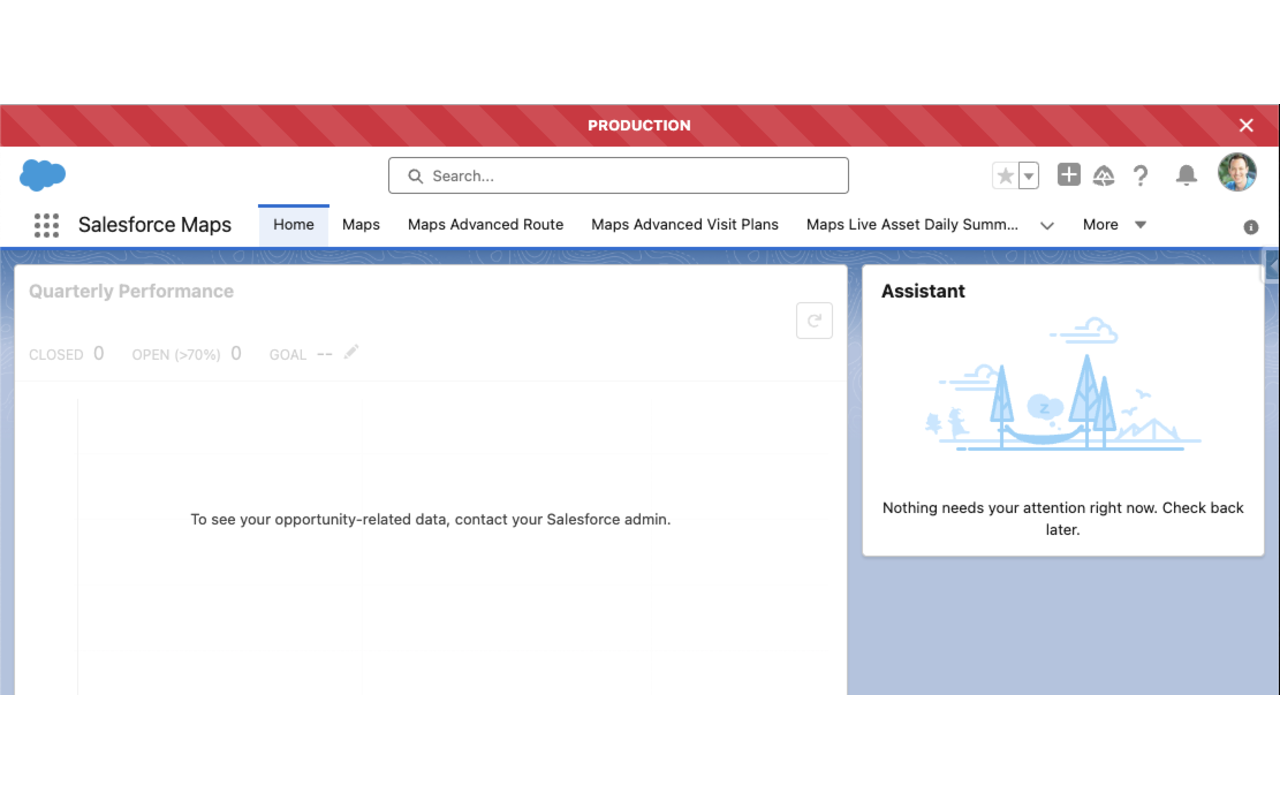 PRODUCTION
Search...
Salesforce Maps
Home
Maps
Maps Advanced Route
Maps Advanced Visit Plans
Maps Live Asset Daily Summ...
More
Quarterly Performance
CLOSED 0 OPEN (>70%) 0 GOAL --
To see your opportunity-related data, contact your Salesforce admin.
Assistant
z
Nothing needs your attention right now. Check back
later.